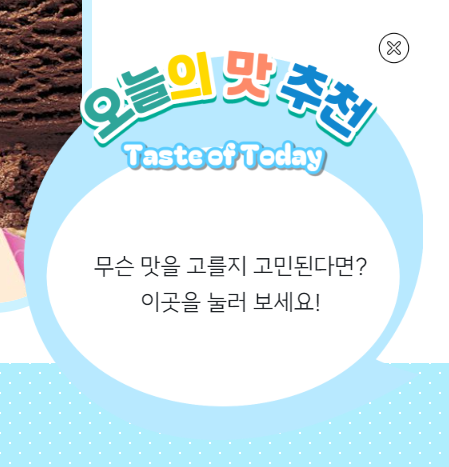 오늘의 맛 추천
Taste of Today
무슨 맛을 고를지 고민된다면?
이곳을 눌러 보세요!